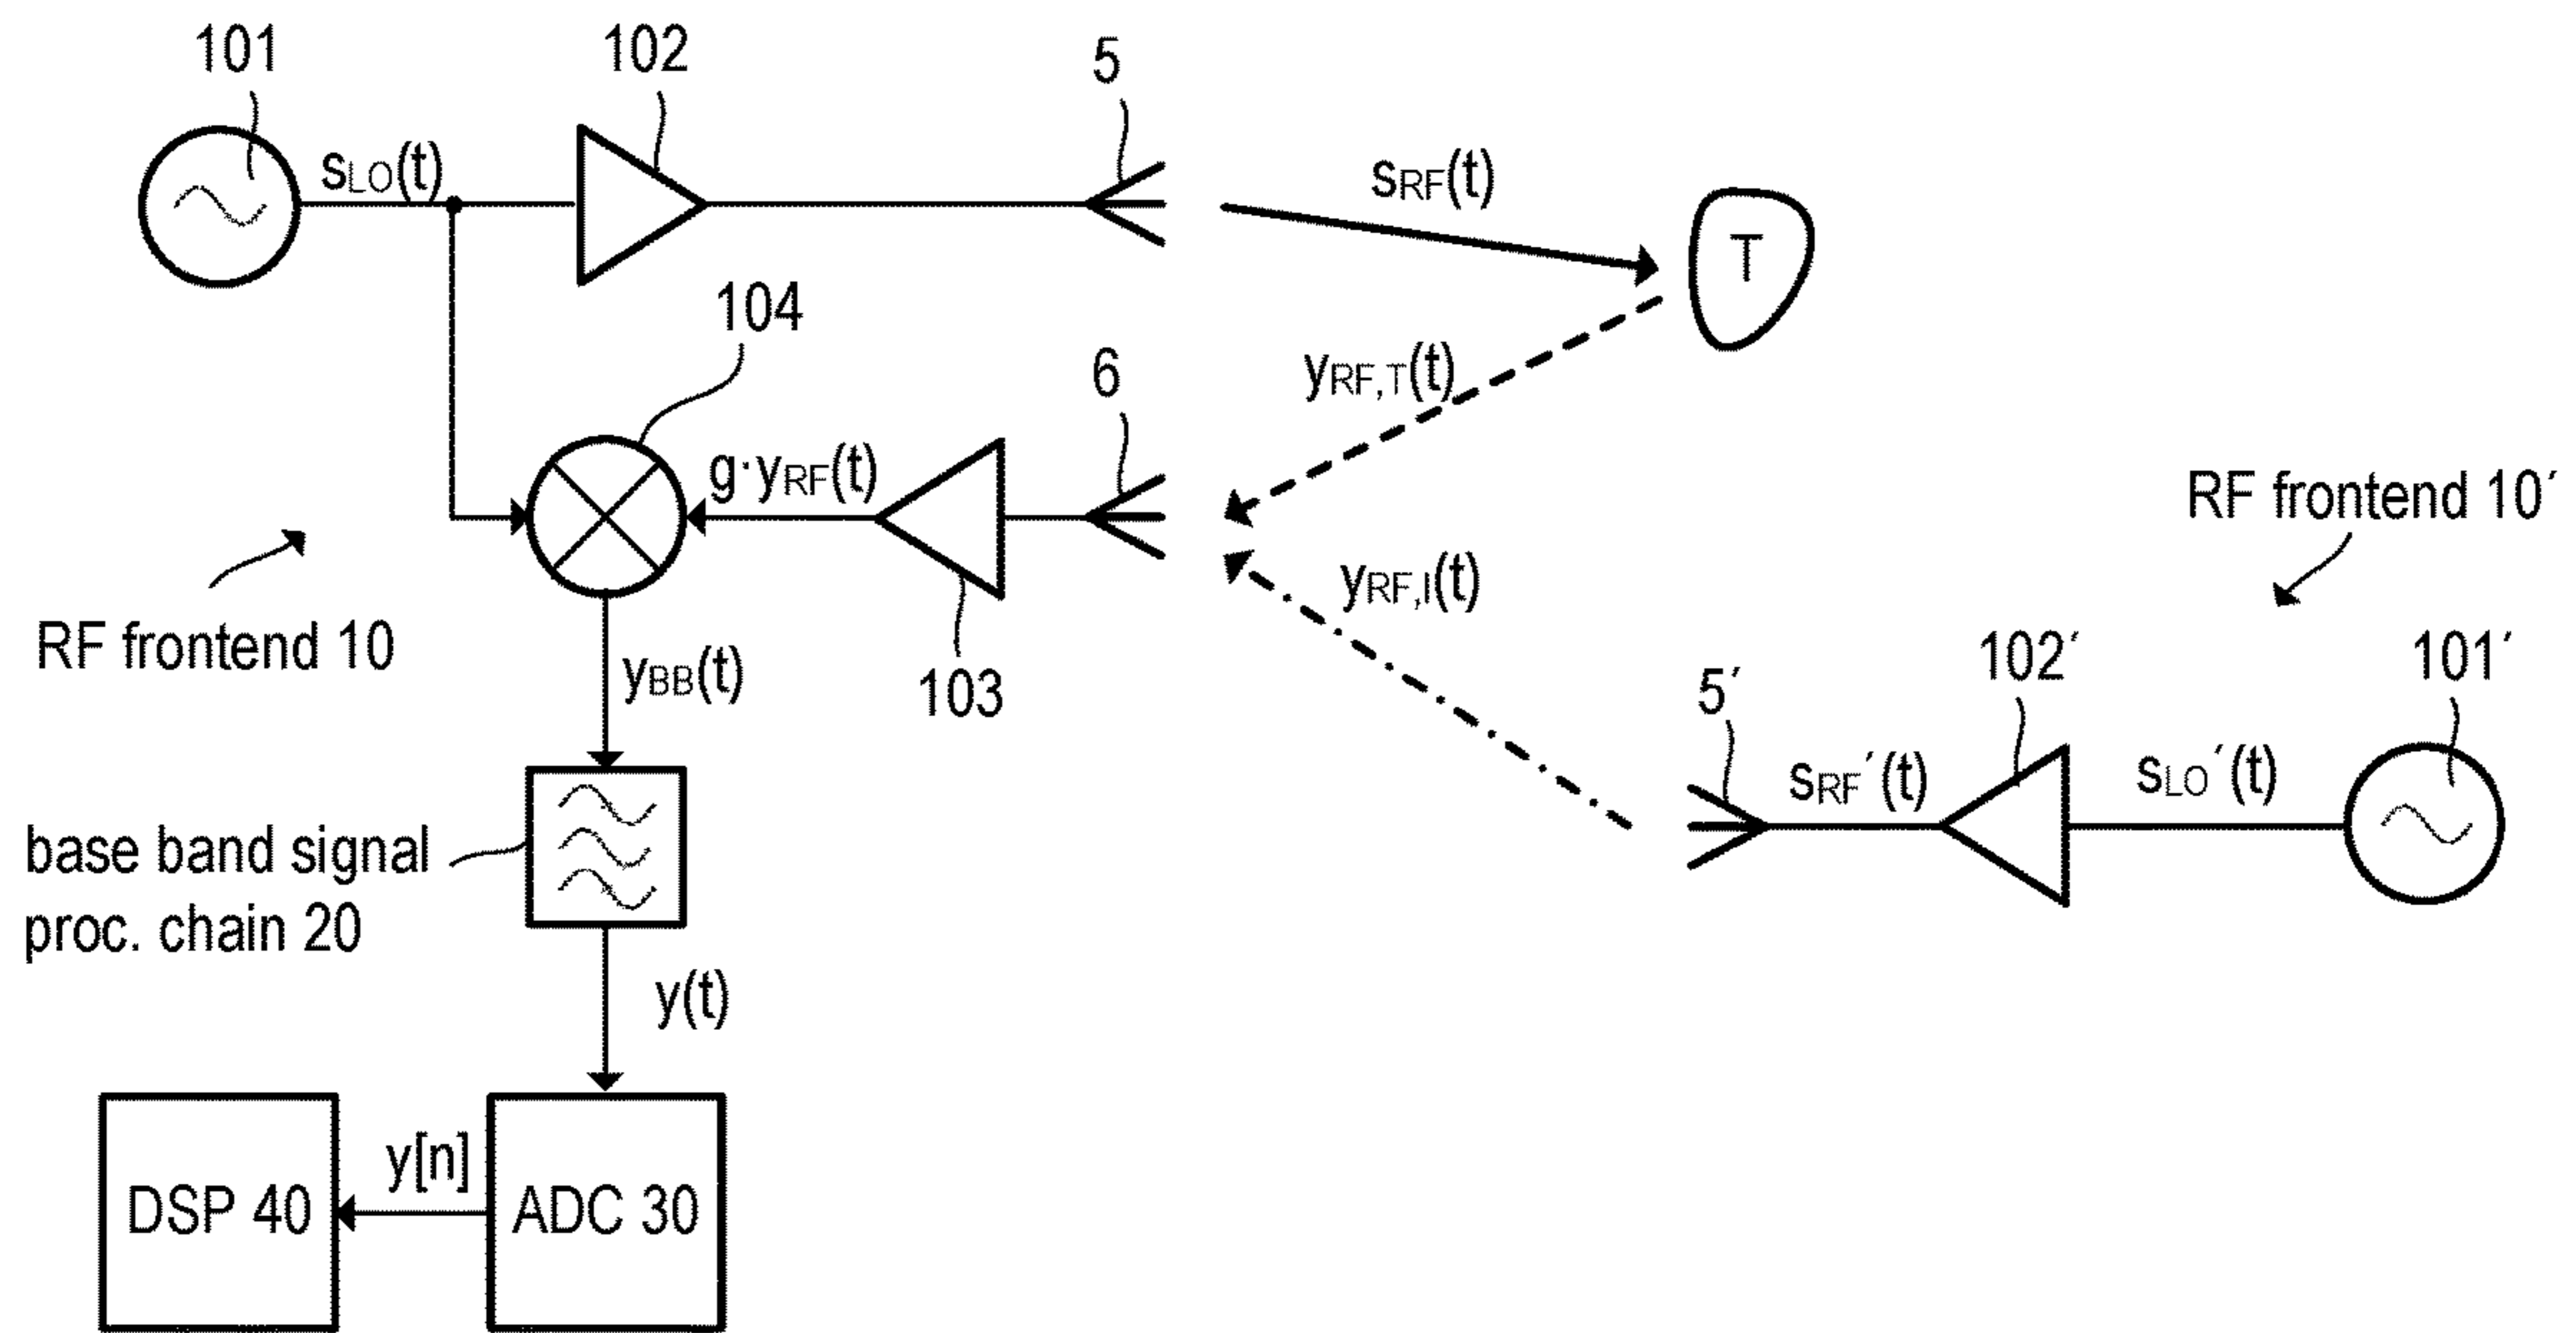 101
102
5
sLO(t)
sRF(t)
T
104
6
yRF,T(t)
g·yRF(t)
RF frontend 10´
yRF,I(t)
RF frontend 10
103
yBB(t)
5´
102´
101´
sRF´(t)
sLO´(t)
base band signal
proc. chain 20
y(t)
y[n]
DSP 40
ADC 30